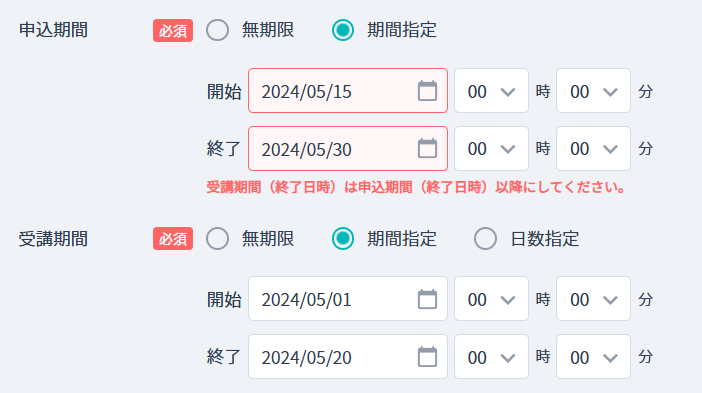 申込期間 必須 無期限 期間指定
開始 2024/05/15 00 時 00 分
終了 2024/05/30 00 時 00 分
受講期間（終了日時）は申込期間（終了日時）以降にしてください。
受講期間 必須 無期限 期間指定 日数指定
開始 2024/05/01 00 時 00 分
終了 2024/05/20 00 時 00 分